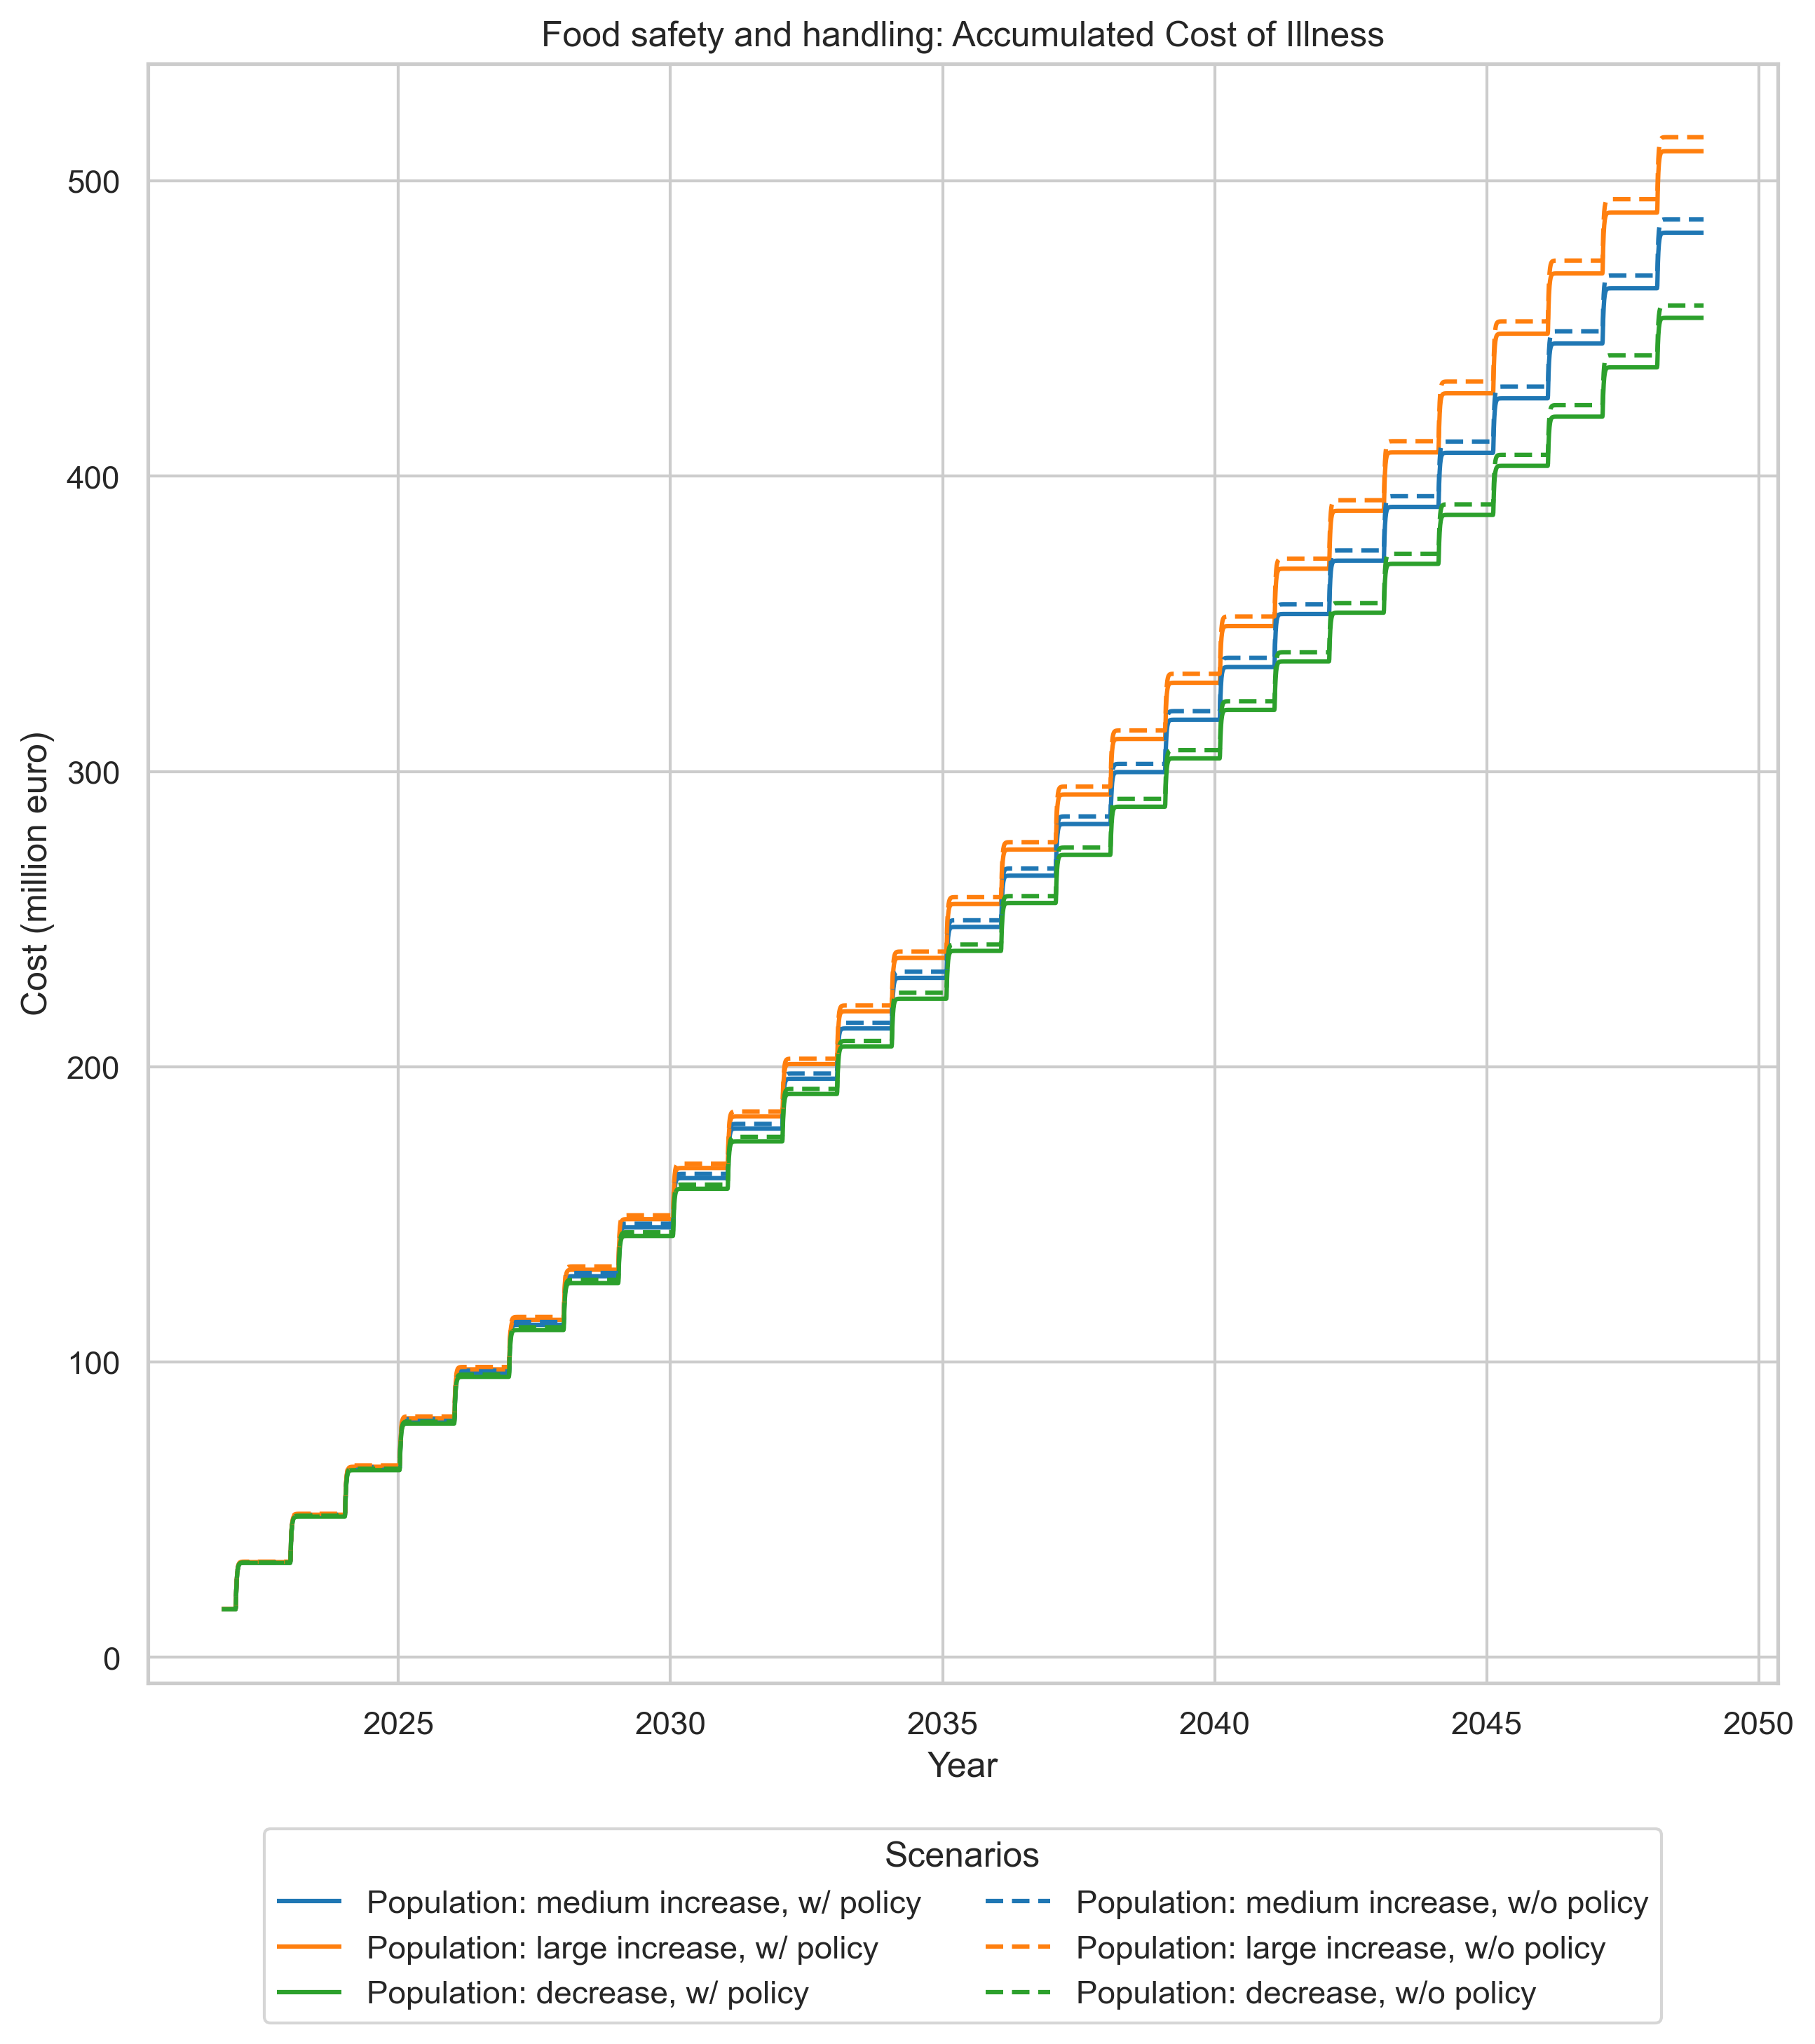 Food safety and handling: Accumulated Cost of Illness
500
400
300
200
100
0
Cost (million euro)
2025 2030 2035 2040 2045 2050
Year
Scenarios
Population: medium increase, w/ policy Population: medium increase, w/o policy
Population: large increase, w/ policy Population: large increase, w/o policy
Population: decrease, w/ policy Population: decrease, w/o policy